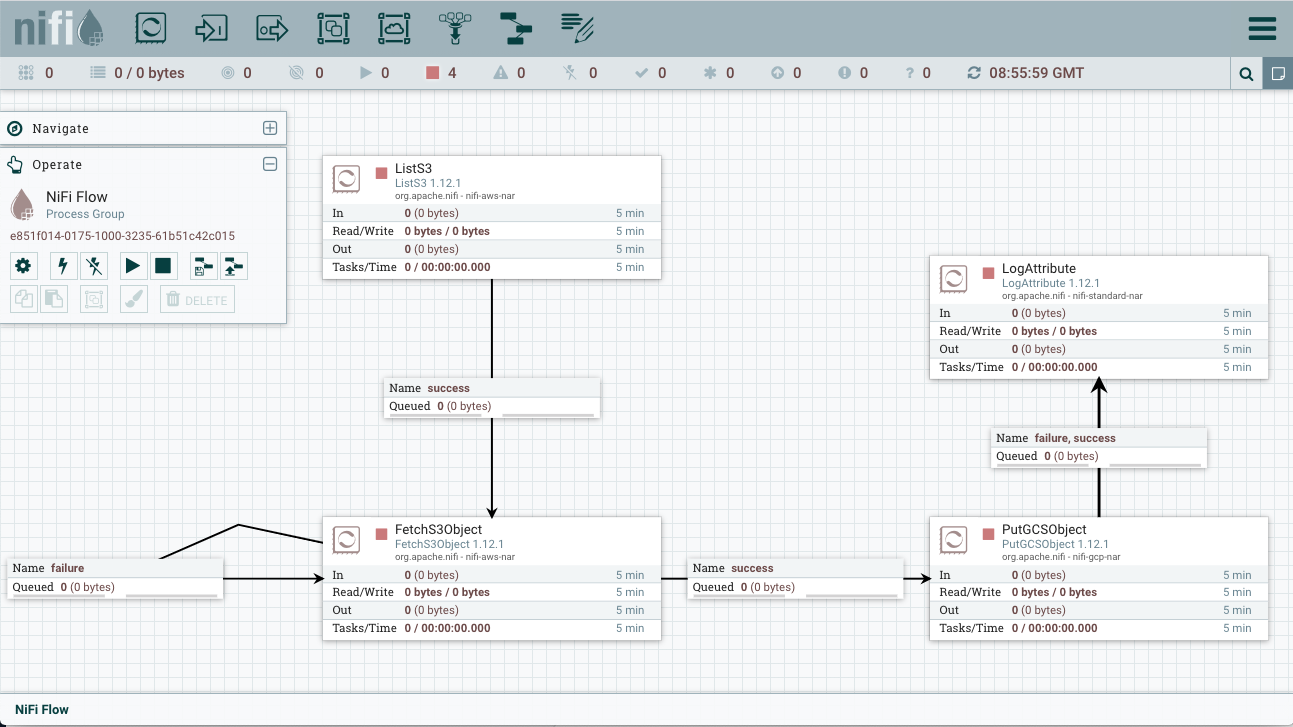 nifi
0
0 / 0 bytes
0
0
0
4
0
0
0
0
0
0
? 0
08:55:59 GMT
Navigate
Operate
NiFi Flow
Process Group
e851f014-0175-1000-3235-61b51c42c015
DELETE
ListS3
ListS3 1.12.1
org.apache.nifi - nifi-aws-nar
In 0 (0 bytes) 5 min
Read/Write 0 bytes / 0 bytes 5 min
Out 0 (0 bytes) 5 min
Tasks/Time 0 / 00:00:00.000 5 min
LogAttribute
LogAttribute 1.12.1
org.apache.nifi - nifi-standard-nar
In 0 (0 bytes) 5 min
Read/Write 0 bytes / 0 bytes 5 min
Out 0 (0 bytes) 5 min
Tasks/Time 0 / 00:00:00.000 5 min
Name success
Queued 0 (0 bytes)
Name failure, success
Queued 0 (0 bytes)
Name failure
Queued 0 (0 bytes)
FetchS3Object
FetchS3Object 1.12.1
org.apache.nifi - nifi-aws-nar
In 0 (0 bytes) 5 min
Read/Write 0 bytes / 0 bytes 5 min
Out 0 (0 bytes) 5 min
Tasks/Time 0 / 00:00:00.000 5 min
Name success
Queued 0 (0 bytes)
PutGCSObject
PutGCSObject 1.12.1
org.apache.nifi - nifi-gcp-nar
In 0 (0 bytes) 5 min
Read/Write 0 bytes / 0 bytes 5 min
Out 0 (0 bytes) 5 min
Tasks/Time 0 / 00:00:00.000 5 min
NiFi Flow